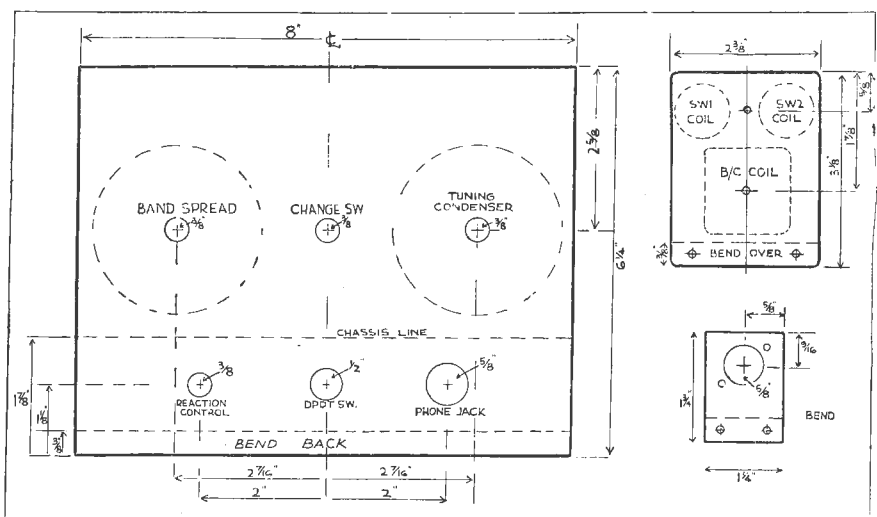 8"
℄
2 3/8"
SW1
COIL
SW2
COIL
5/8"
1 7/8"
3 1/8"
2 5/8"
BAND SPREAD
3/8"
CHANGE SW
3/8
TUNING
CONDENSER
3/8"
B/C COIL
6 1/4"
3/8"
BEND OVER
CHASSIS LINE
5/8"
9/16
5/8"
1 3/4"
BEND
1 1/4"
1 7/8"
1 1/8"
3/8"
3/8
REACTION
CONTROL
1/2"
DPDT SW.
5/8"
PHONE JACK
BEND BACK
2 7/16"
2 7/16"
2"
2"